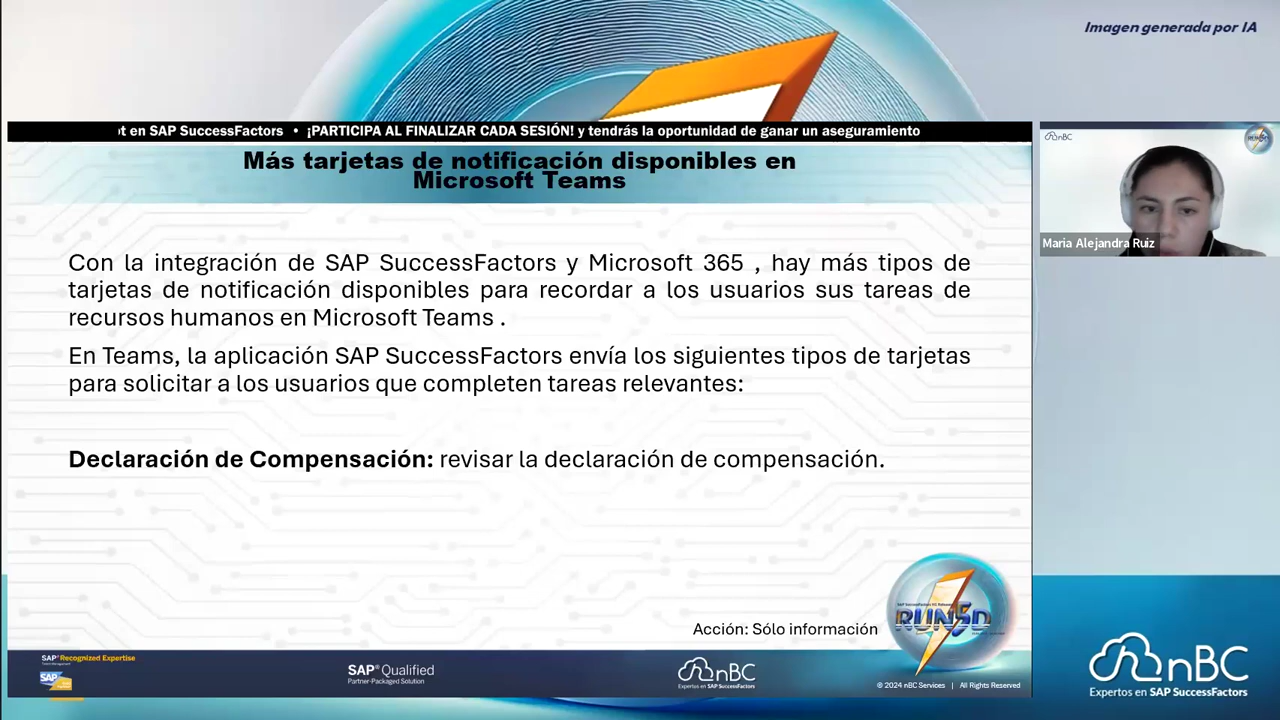 Imagen generada por IA
t en SAP SuccessFactors • ¡PARTICIPA AL FINALIZAR CADA SESIÓN! y tendrás la oportunidad de ganar un aseguramiento
Más tarjetas de notificación disponibles en
Microsoft Teams
nBC
Maria Alejandra Ruiz
Con la integración de SAP SuccessFactors y Microsoft 365 , hay más tipos de
tarjetas de notificación disponibles para recordar a los usuarios sus tareas de
recursos humanos en Microsoft Teams .
En Teams, la aplicación SAP SuccessFactors envía los siguientes tipos de tarjetas
para solicitar a los usuarios que completen tareas relevantes:
Declaración de Compensación: revisar la declaración de compensación.
RUN5D
Acción: Sólo información
SAP® Recognized Expertise
SAP
SAP® Qualified
Partner-Packaged Solution
nBC
Expertos en SAP SuccessFactors
© 2024 nBC Services | All Rights Reserved
nBC
Expertos en SAP SuccessFactors